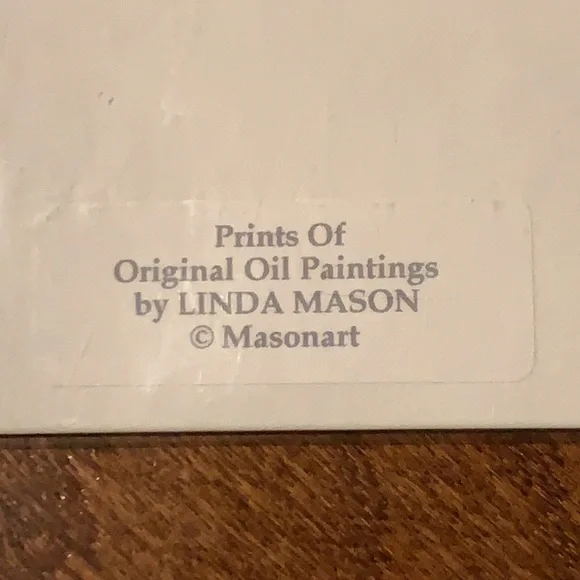 Prints Of
Original Oil Paintings
by LINDA MASON
© Masonart